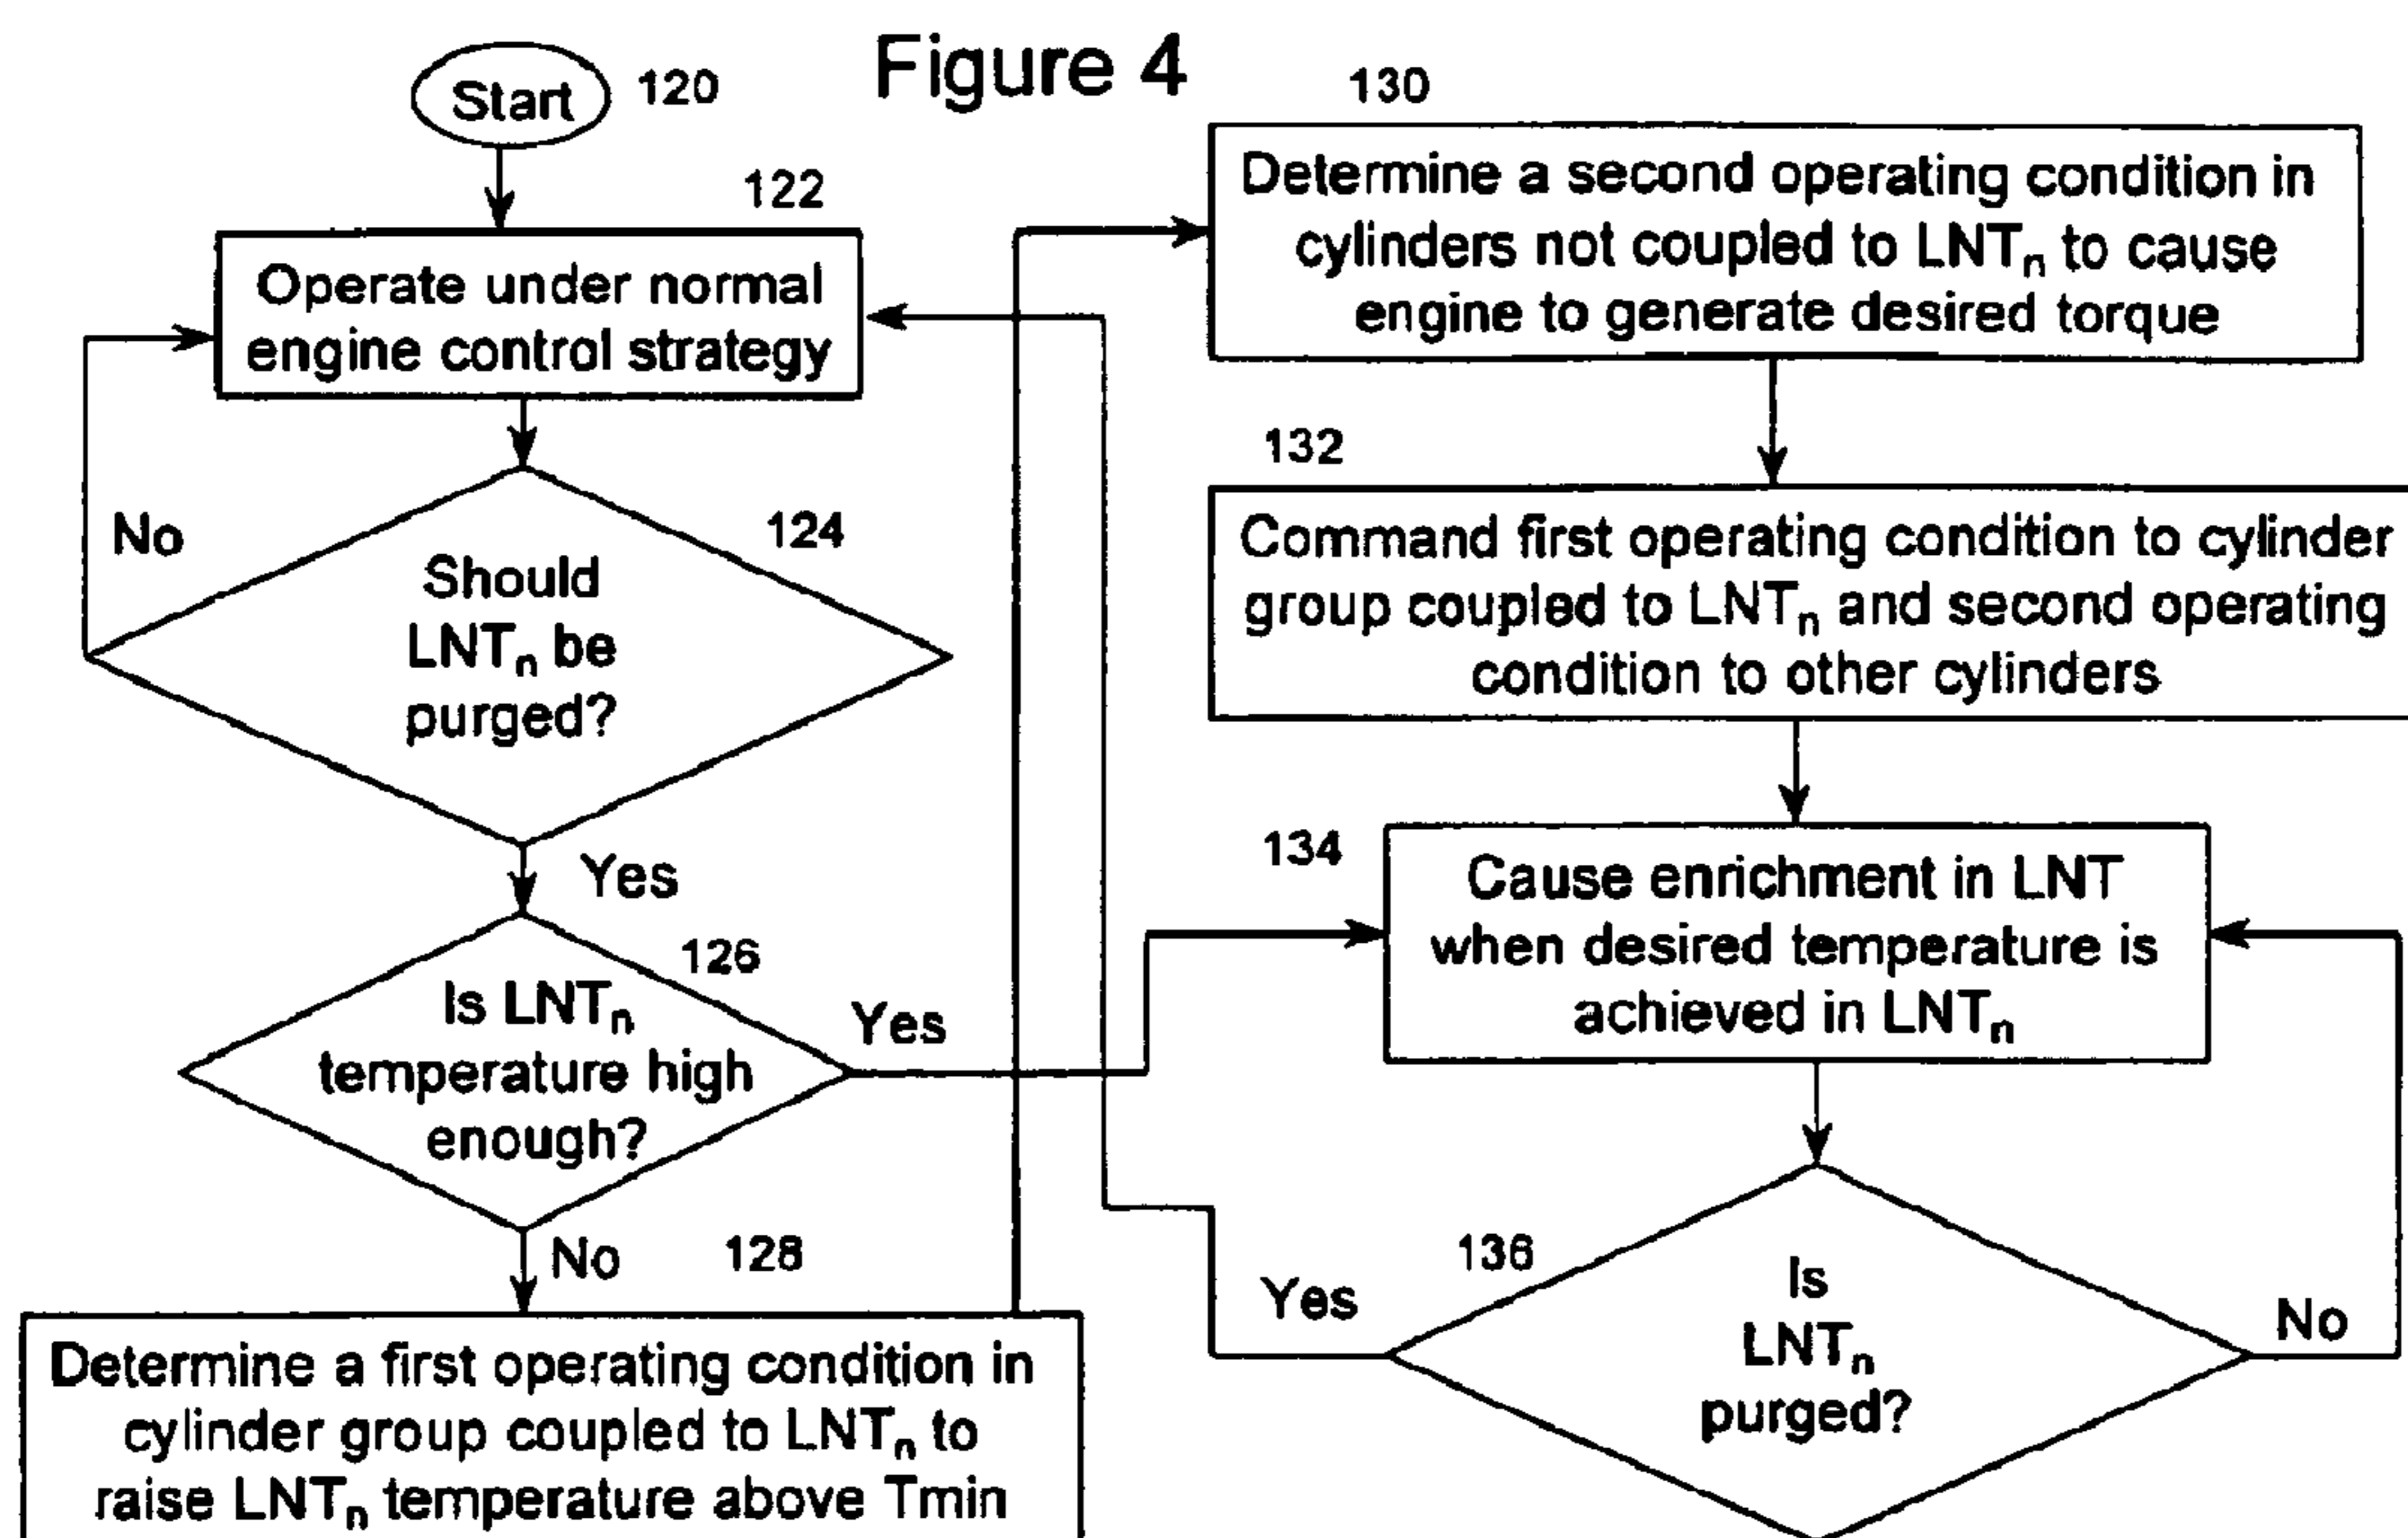 Figure 4
Start 120
122
Operate under normal
engine control strategy
124
No
Should
LNTn be
purged?
Yes
126
Is LNTn
temperature high
enough?
Yes
No
128
Determine a first operating condition in
cylinder group coupled to LNTn to
raise LNTn temperature above Tmin
130
Determine a second operating condition in
cylinders not coupled to LNTn to cause
engine to generate desired torque
132
Command first operating condition to cylinder
group coupled to LNTn and second operating
condition to other cylinders
134
Cause enrichment in LNT
when desired temperature is
achieved in LNTn
136
Is
LNTn
purged?
Yes
No